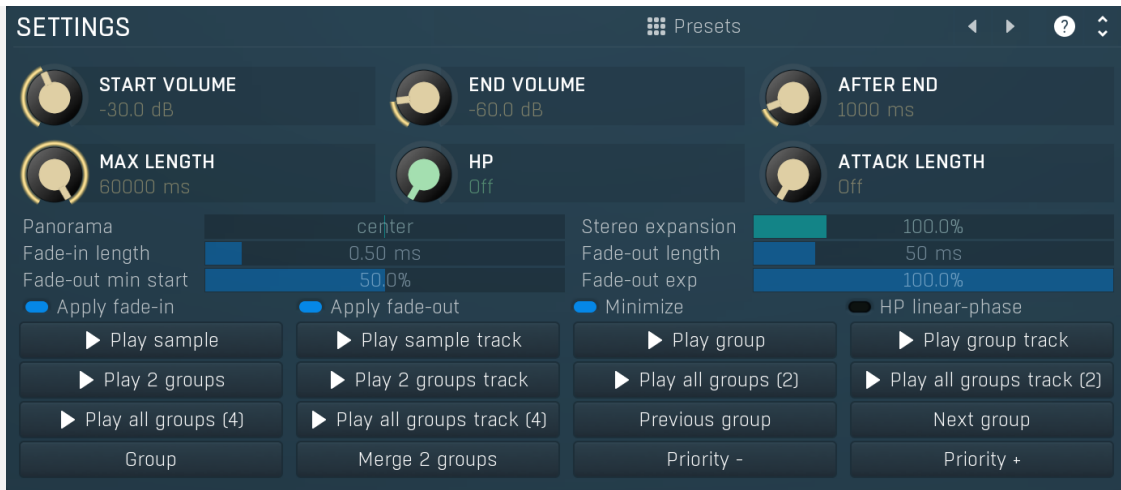 SETTINGS Presets ?
START VOLUME END VOLUME AFTER END
-30.0 dB -60.0 dB 1000 ms
MAX LENGTH HP ATTACK LENGTH
60000 ms Off Off
Panorama center Stereo expansion 100.0%
Fade-in length 0.50 ms Fade-out length 50 ms
Fade-out min start 50.0% Fade-out exp 100.0%
Apply fade-in Apply fade-out Minimize HP linear-phase
Play sample Play sample track Play group Play group track
Play 2 groups Play 2 groups track Play all groups (2) Play all groups track (2)
Play all groups (4) Play all groups track (4) Previous group Next group
Group Merge 2 groups Priority - Priority +